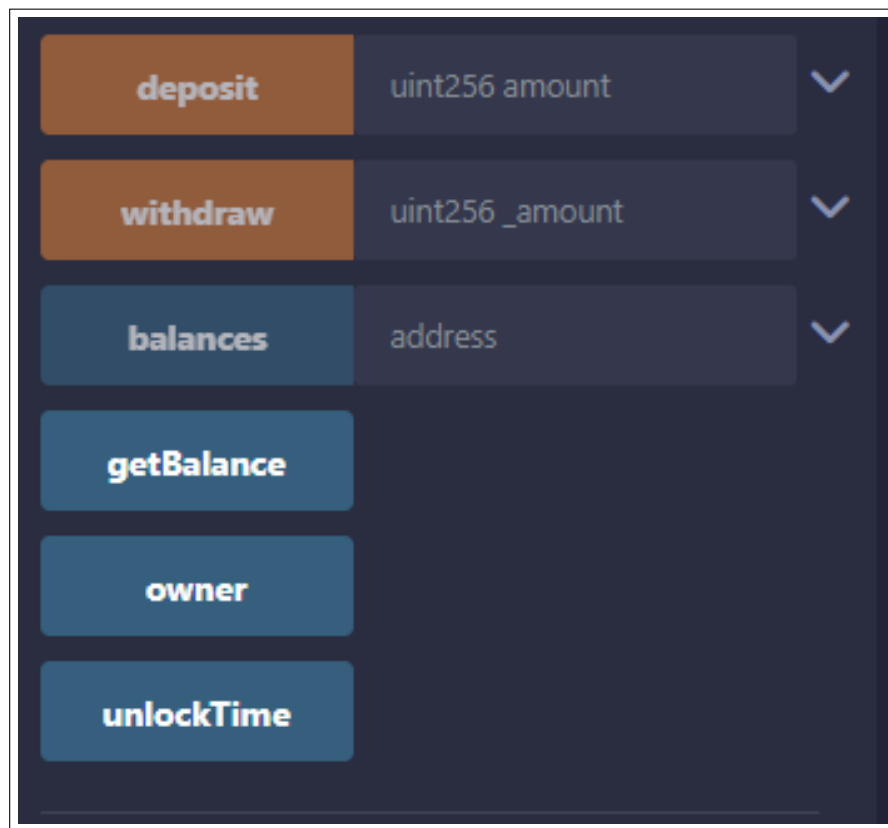 deposit uint256 amount
withdraw uint256 _amount
balances address
getBalance
owner
unlockTime